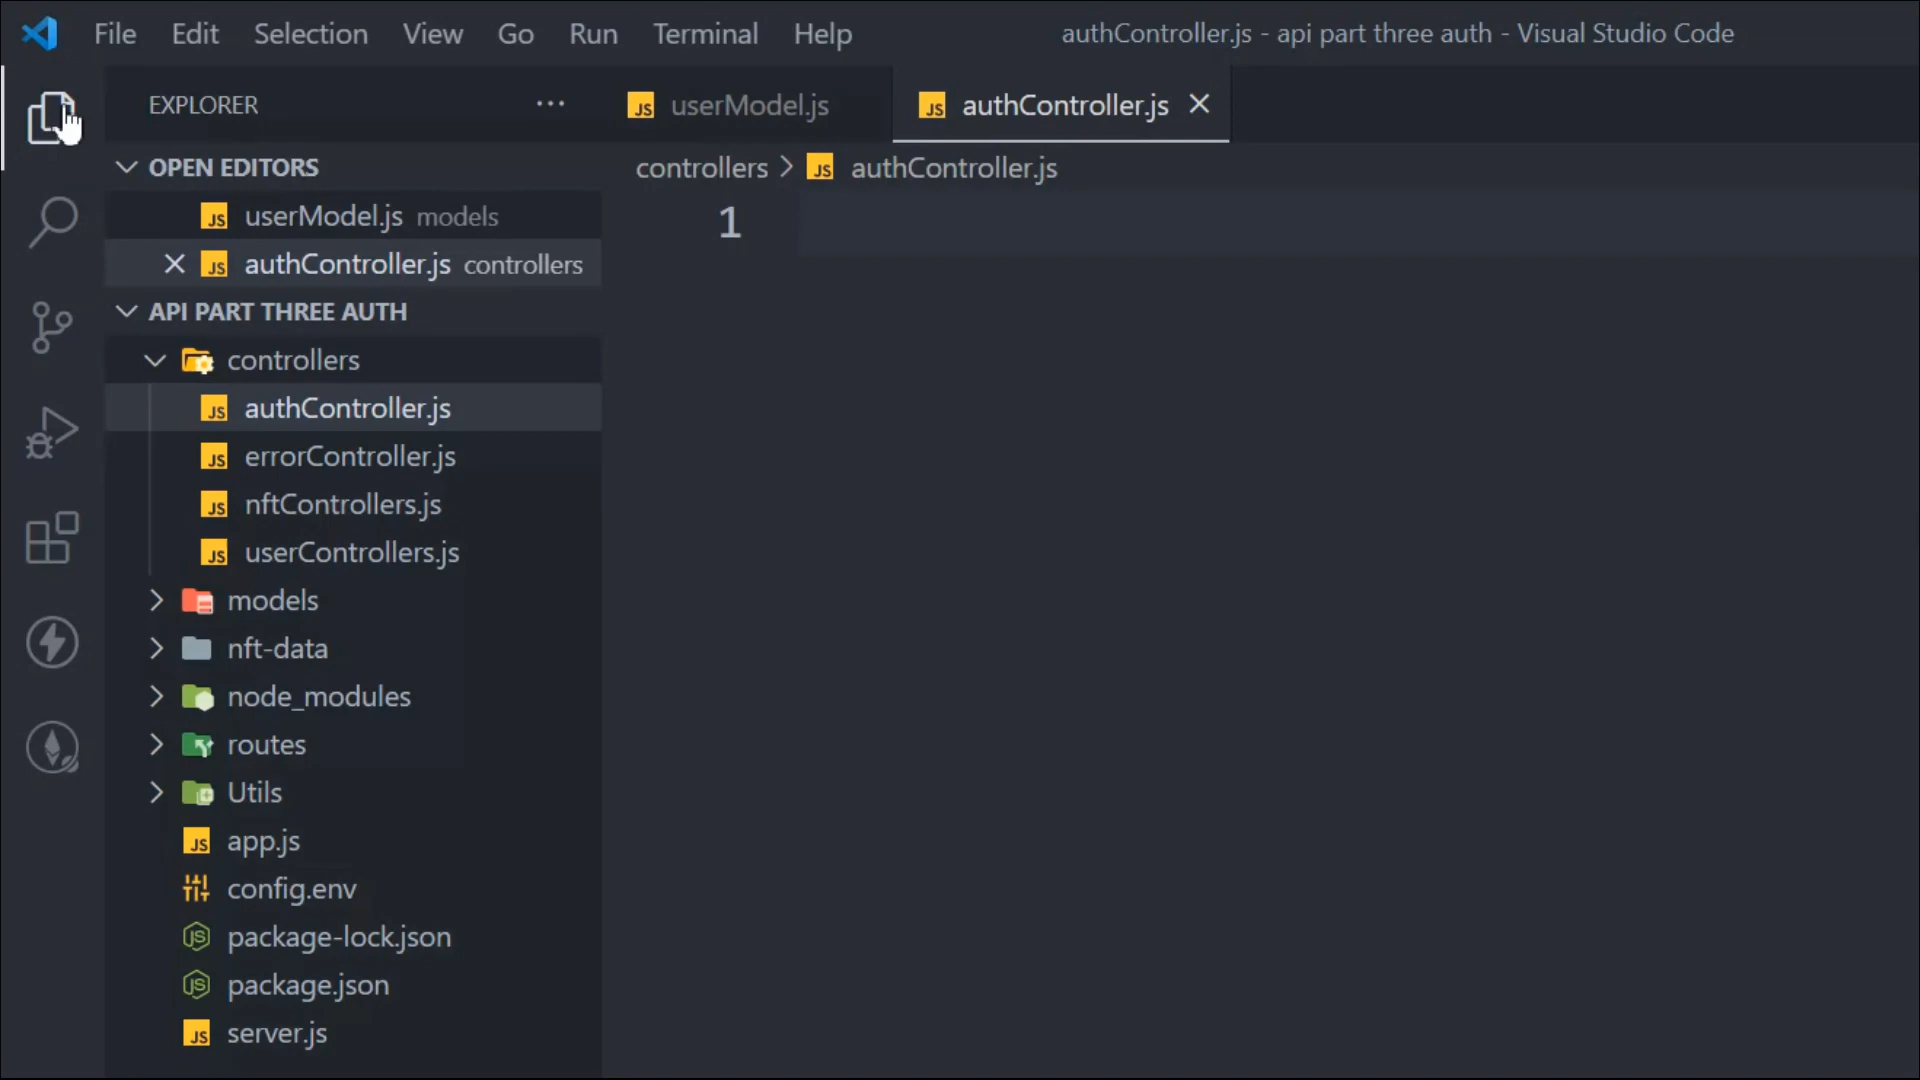 File Edit Selection View Go Run Terminal Help authController.js - api part three auth - Visual Studio Code
EXPLORER ··· JS userModel.js JS authController.js
OPEN EDITORS
controllers > JS authController.js
JS userModel.js models
1
JS authController.js controllers
API PART THREE AUTH
controllers
JS authController.js
JS errorController.js
JS nftControllers.js
JS userControllers.js
models
nft-data
node_modules
routes
Utils
JS app.js
config.env
JS package-lock.json
JS package.json
JS server.js